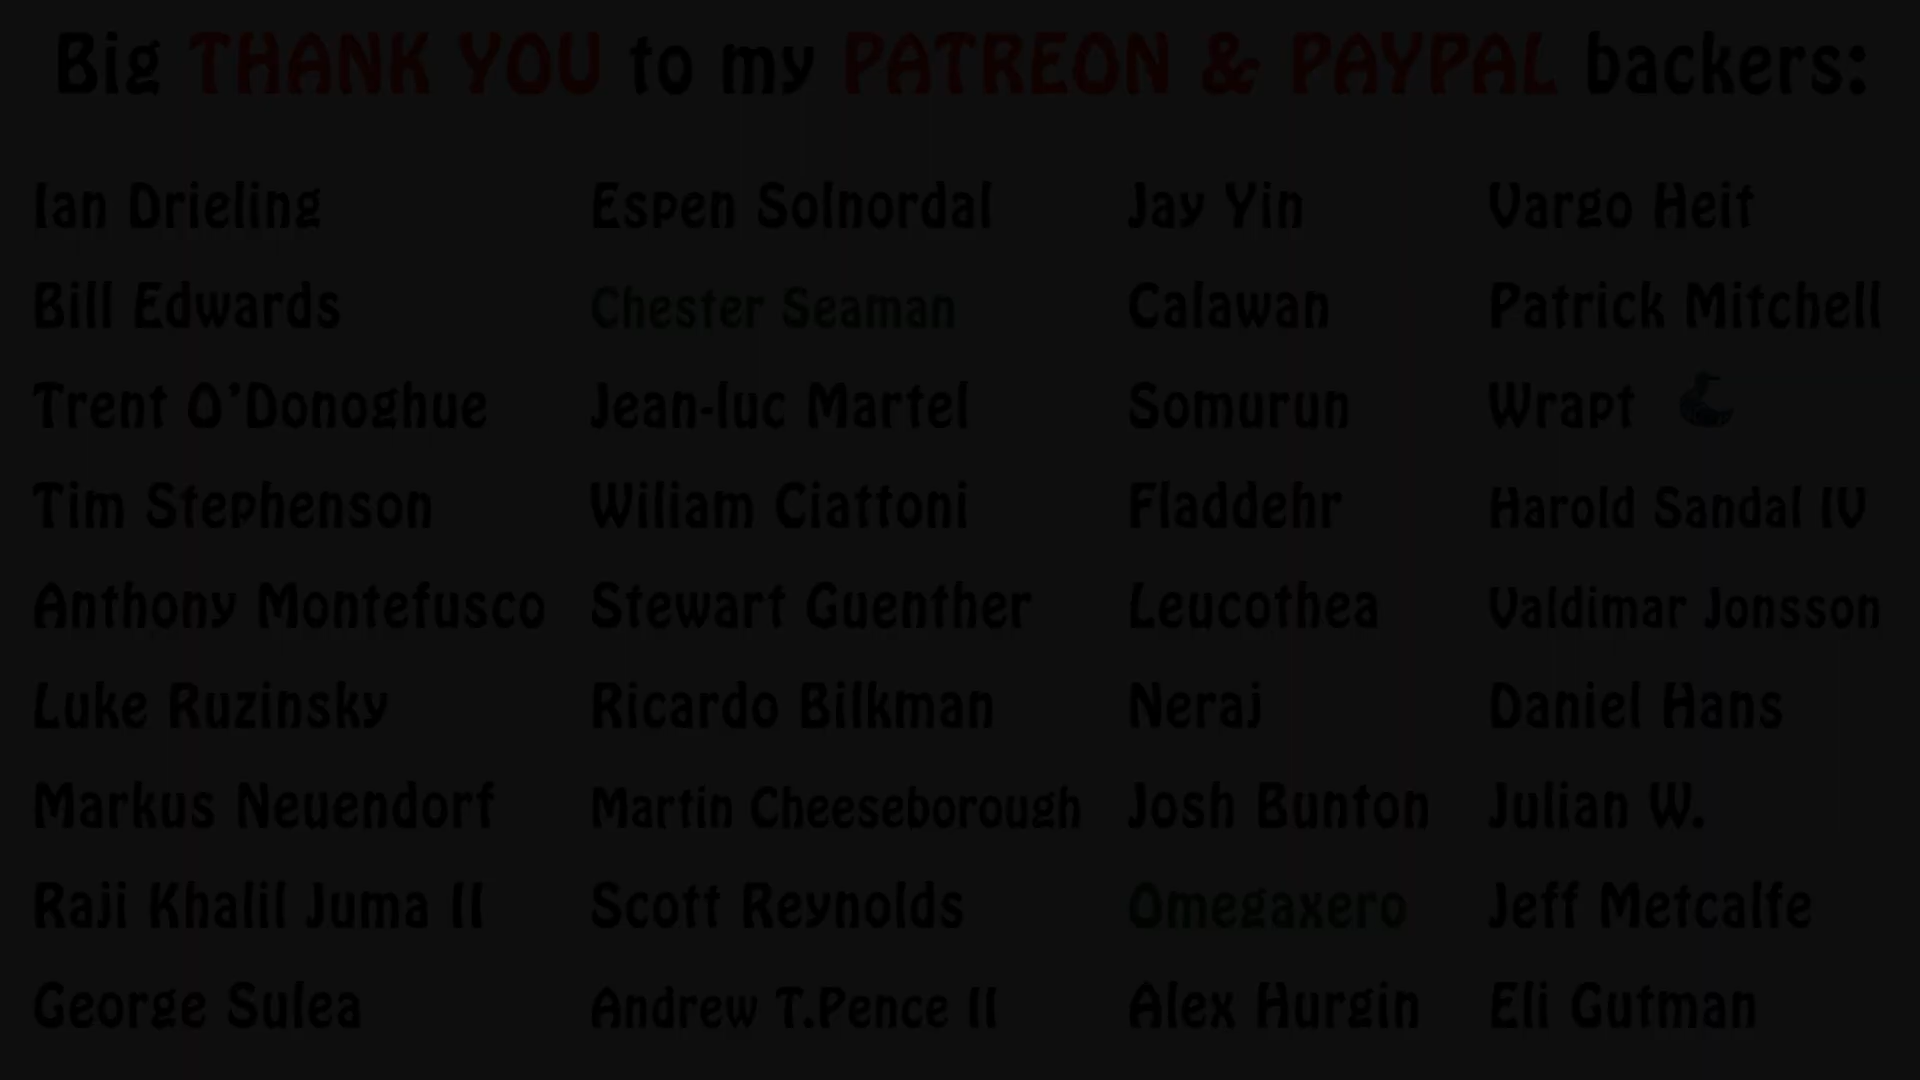 Big THANK YOU to my PATREON & PAYPAL backers:
Ian Drieling
Bill Edwards
Trent O'Donoghue
Tim Stephenson
Anthony Montefusco
Luke Ruzinsky
Markus Neuendorf
Raji Khalil Juma II
George Sulea
Espen Solnordal
Chester Seaman
Jean-luc Martel
Wiliam Ciattoni
Stewart Guenther
Ricardo Bilkman
Martin Cheeseborough
Scott Reynolds
Andrew T.Pence II
Jay Yin
Calawan
Somurun
Fladdehr
Leucothea
Neraj
Josh Bunton
Omegaxero
Alex Hurgin
Vargo Heit
Patrick Mitchell
Wrapt
Harold Sandal IV
Valdimar Jonsson
Daniel Hans
Julian W.
Jeff Metcalfe
Eli Gutman